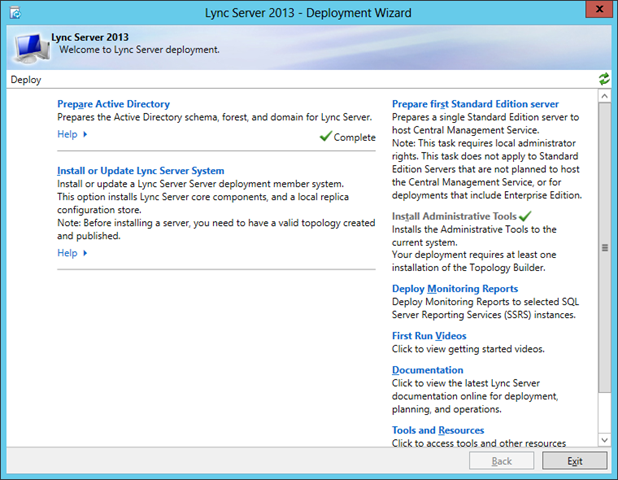 Lync Server 2013 - Deployment Wizard
Lync Server 2013
Welcome to Lync Server deployment.
Deploy
Prepare Active Directory
Prepares the Active Directory schema, forest, and domain for Lync Server.
Help
Complete
Install or Update Lync Server System
Install or update a Lync Server Server deployment member system.
This option installs Lync Server core components, and a local replica
configuration store.
Note: Before installing a server, you need to have a valid topology created
and published.
Help
Prepare first Standard Edition server
Prepares a single Standard Edition server to
host Central Management Service.
Note: This task requires local administrator
rights. This task does not apply to Standard
Edition Servers that are not planned to host
the Central Management Service, or for
deployments that include Enterprise Edition.
Install Administrative Tools
Installs the Administrative Tools to the
current system.
Your deployment requires at least one
installation of the Topology Builder.
Deploy Monitoring Reports
Deploy Monitoring Reports to selected SQL
Server Reporting Services (SSRS) instances.
First Run Videos
Click to view getting started videos.
Documentation
Click to view the latest Lync Server
documentation online for deployment,
planning, and operations.
Tools and Resources
Click to access tools and other resources
Back
Exit